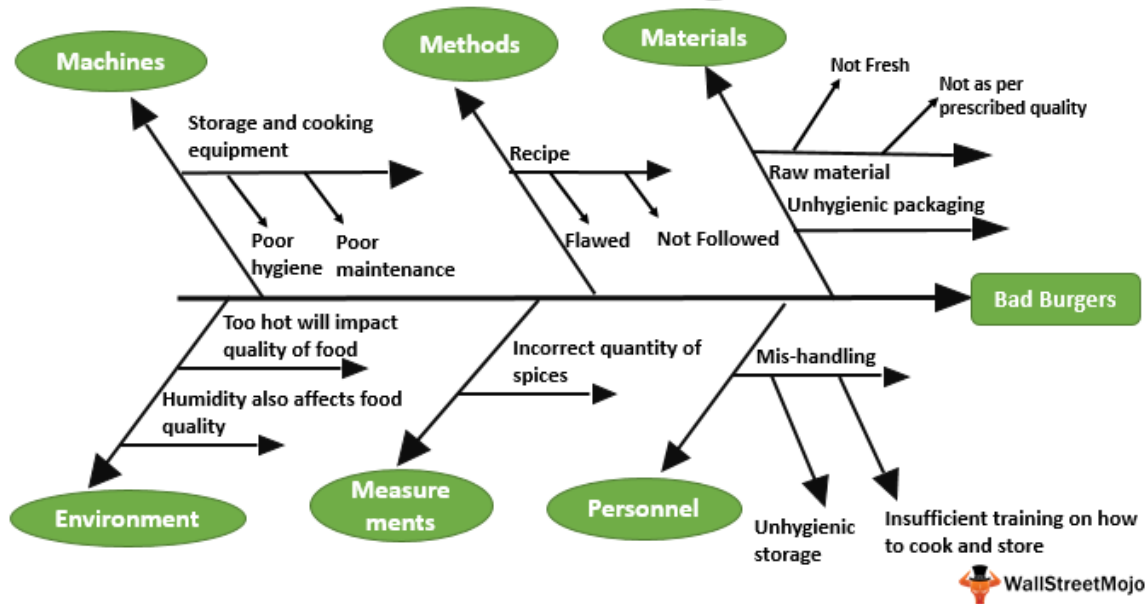 Machines
Methods
Materials
Storage and cooking
equipment
Poor
hygiene
Poor
maintenance
Recipe
Flawed
Not Followed
Not Fresh
Not as per
prescribed quality
Raw material
Unhygienic packaging
Bad Burgers
Too hot will impact
quality of food
Humidity also affects food
quality
Incorrect quantity of
spices
Mis-handling
Unhygienic
storage
Insufficient training on how
to cook and store
Environment
Measure
ments
Personnel
WallStreetMojo